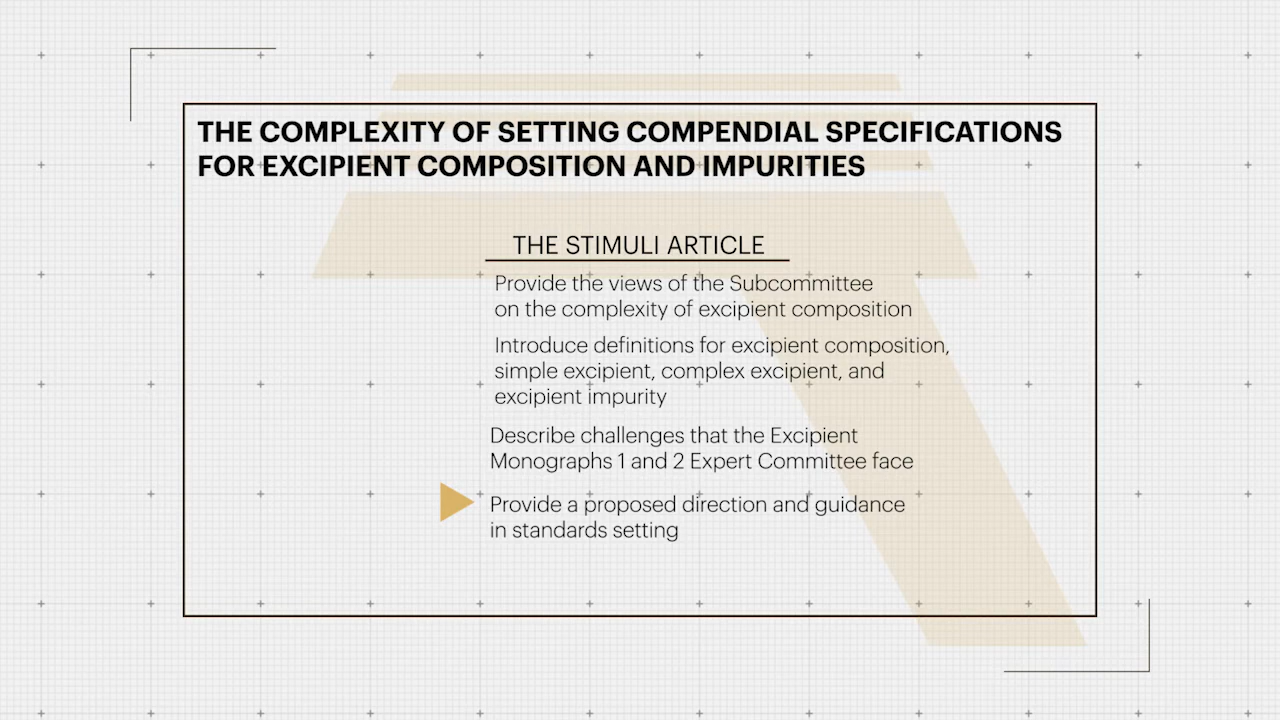 THE COMPLEXITY OF SETTING COMPENDIAL SPECIFICATIONS
FOR EXCIPIENT COMPOSITION AND IMPURITIES
THE STIMULI ARTICLE
Provide the views of the Subcommittee
on the complexity of excipient composition
Introduce definitions for excipient composition,
simple excipient, complex excipient, and
excipient impurity
Describe challenges that the Excipient
Monographs 1 and 2 Expert Committee face
Provide a proposed direction and guidance
in standards setting